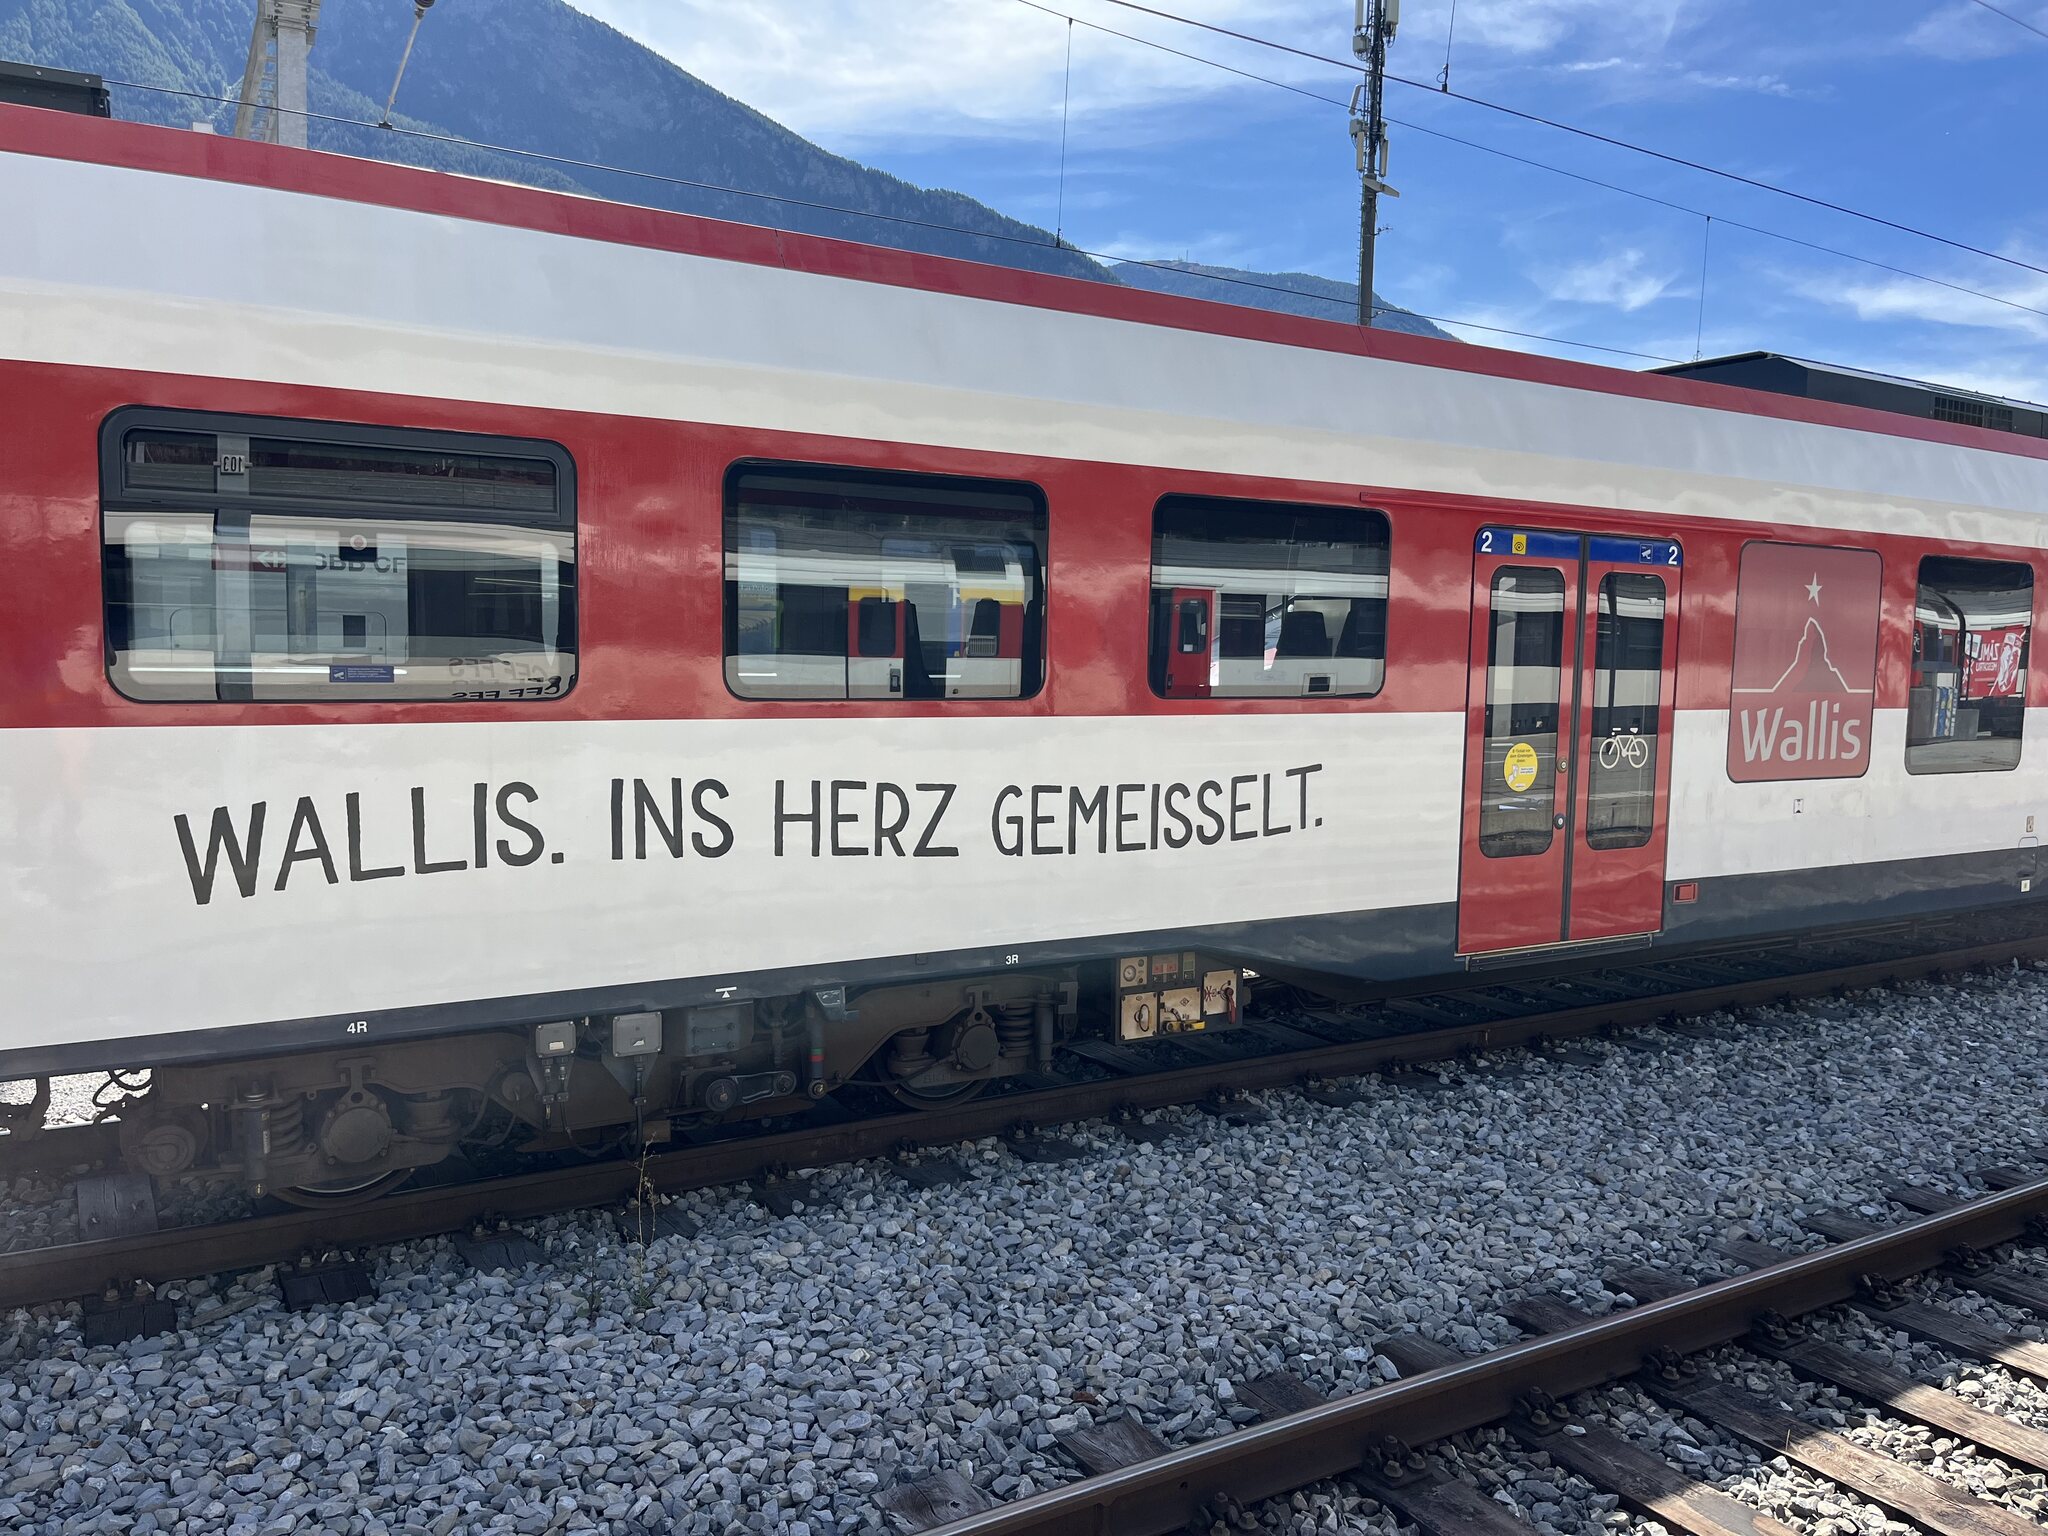 2
2
Wallis
WALLIS. INS HERZ GEMEISSELT.
3R
4R